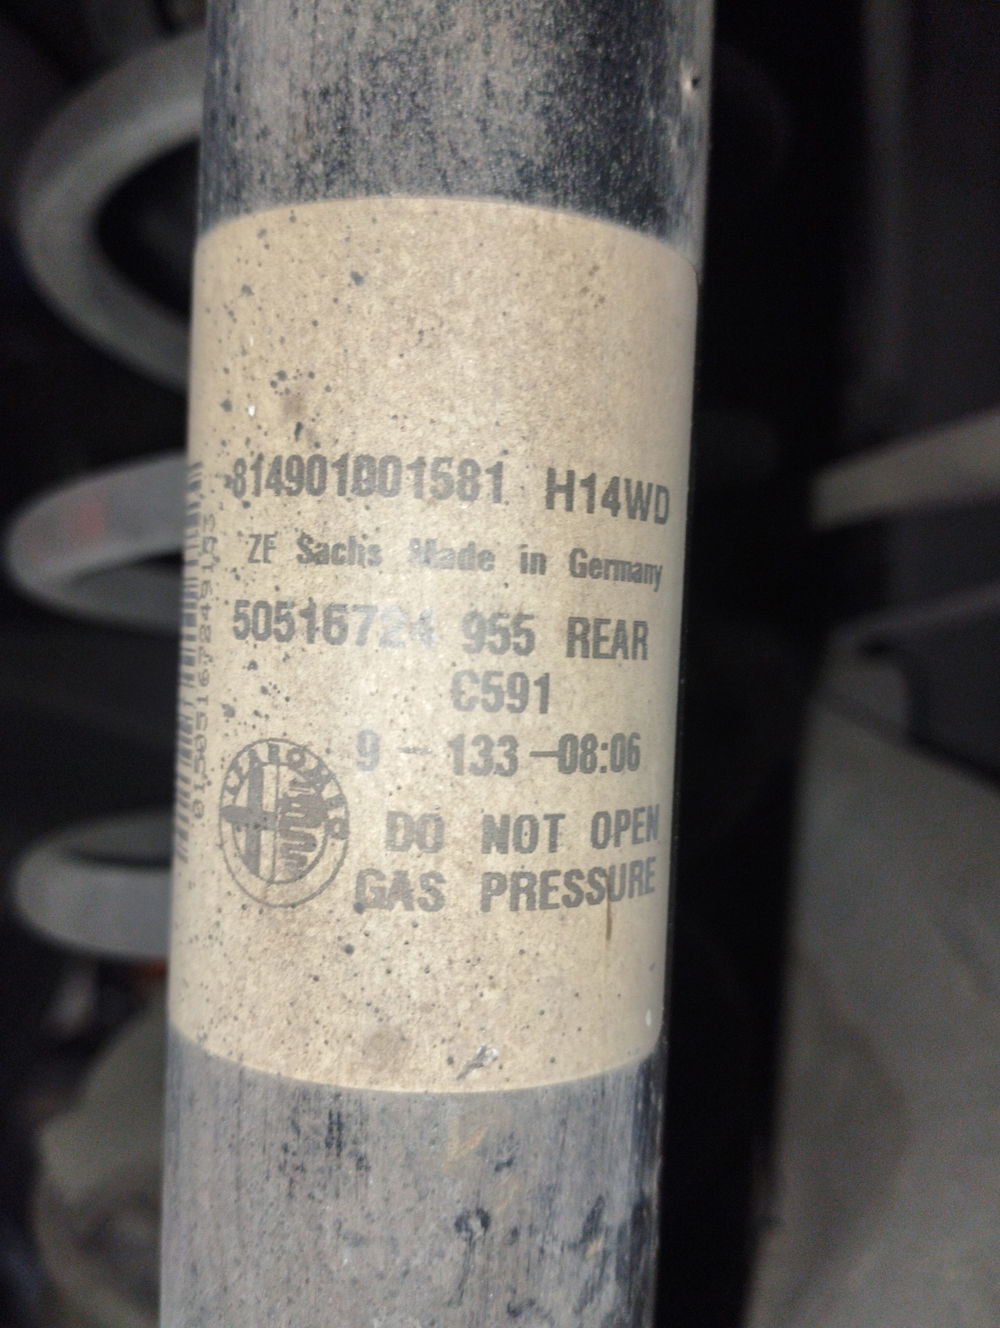 814901001581 H14WD
ZF Sachs Made in Germany
50516724 955 REAR
C591
9 - 133 -08:06
DO NOT OPEN
GAS PRESSURE